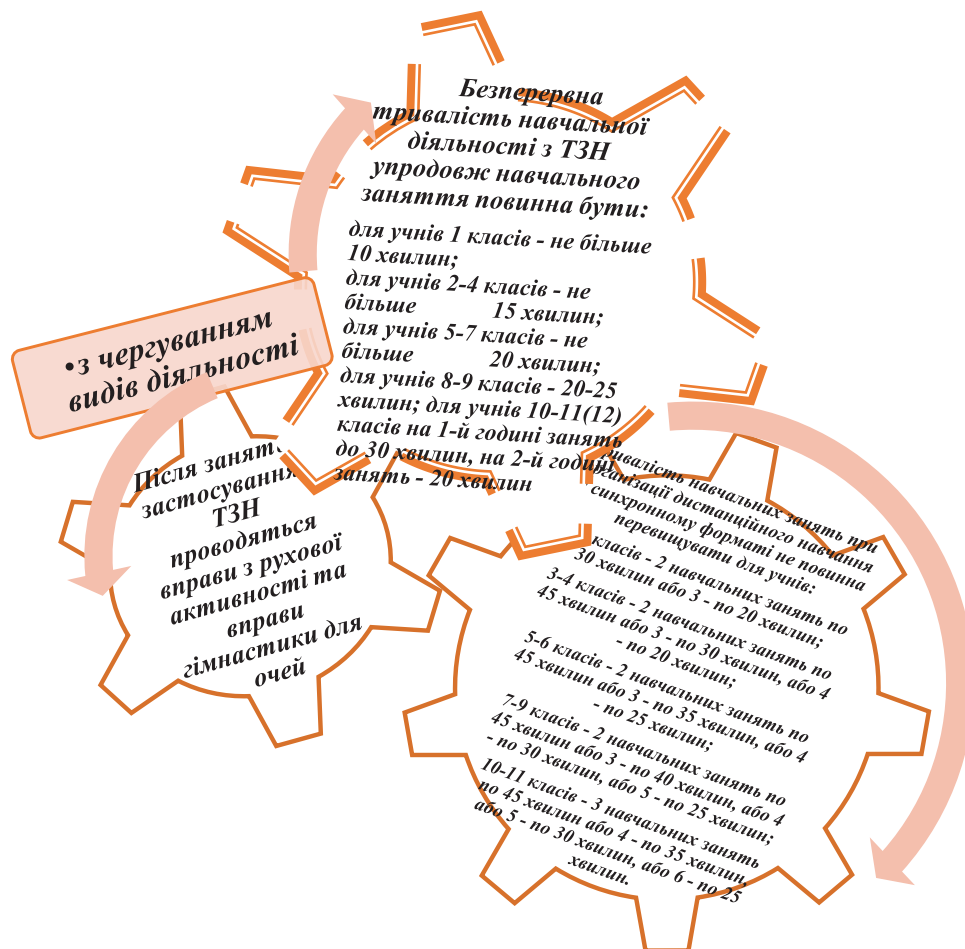 Безперервна
тривалість навчальної
діяльності з ТЗН
упродовж навчального
заняття повинна бути:
для учнів 1 класів - не більше
10 хвилин;
для учнів 2-4 класів - не
більше 15 хвилин;
для учнів 5-7 класів - не
більше 20 хвилин;
для учнів 8-9 класів - 20-25
хвилин; для учнів 10-11(12)
класів на 1-й годині занять
до 30 хвилин, на 2-й годині
занять - 20 хвилин
•з чергуванням
видів діяльності
Після занять
застосування
ТЗН
проводяться
вправи з рухової
активності та
вправи
гімнастики для
очей
навчальних занять при
дистанційного навчання
синхронному форматі не повинна
перевищувати для учнів:
класів - 2 навчальних занять по
30 хвилин або 3 - по 20 хвилин;
3-4 класів - 2 навчальних занять по
45 хвилин або 3 - по 30 хвилин, або 4
- по 20 хвилин;
5-6 класів - 2 навчальних занять по
45 хвилин або 3 - по 35 хвилин, або 4
- по 25 хвилин;
7-9 класів - 2 навчальних занять по
45 хвилин або 3 - по 40 хвилин, або 4
- по 30 хвилин, або 5 - по 25 хвилин;
10-11 класів - 3 навчальних занять
по 45 хвилин або 4 - по 35 хвилин,
або 5 - по 30 хвилин, або 6 - по 25
хвилин.